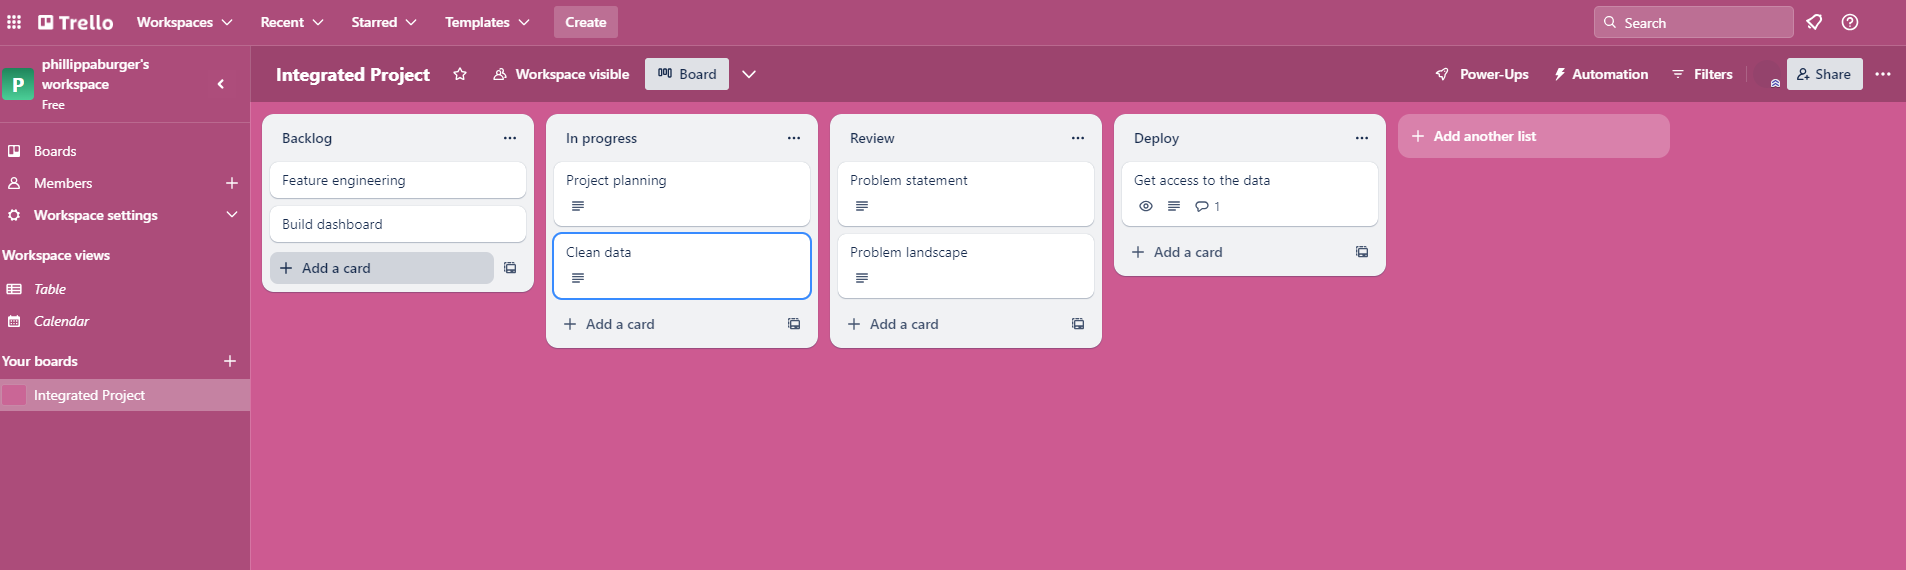 Trello
Workspaces
Recent
Starred
Templates
Create
Search
P
phillippaburger's
workspace
Free
Integrated Project
Workspace visible
Board
Power-Ups
Automation
Filters
Share
Boards
Members
Workspace settings
Workspace views
Table
Calendar
Your boards
Integrated Project
Backlog
Feature engineering
Build dashboard
Add a card
In progress
Project planning
Clean data
Add a card
Review
Problem statement
Problem landscape
Add a card
Deploy
Get access to the data
1
Add a card
Add another list